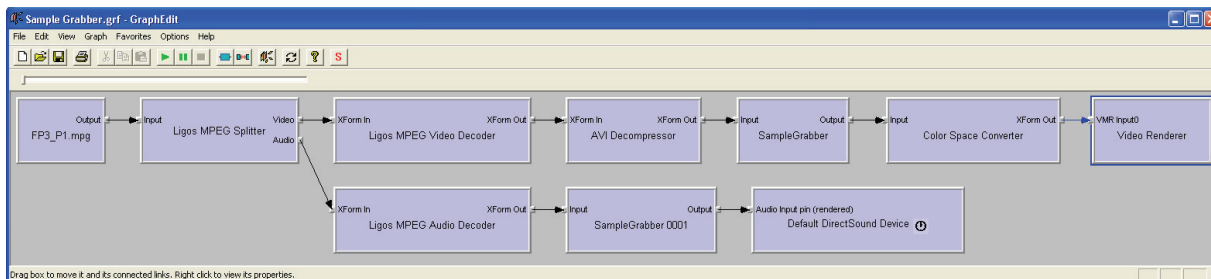 Sample Grabber.grf - GraphEdit
File Edit View Graph Favorites Options Help
S
Output Input Video XForm In XForm Out XForm In XForm Out Input Output Input XForm Out VMR Input0
FP3_P1.mpg Ligos MPEG Splitter Ligos MPEG Video Decoder AVI Decompressor SampleGrabber Color Space Converter Video Renderer
Audio
XForm In XForm Out Input Output Audio Input pin (rendered)
Ligos MPEG Audio Decoder SampleGrabber 0001 Default DirectSound Device
Drag box to move it and its connected links. Right click to view its properties.